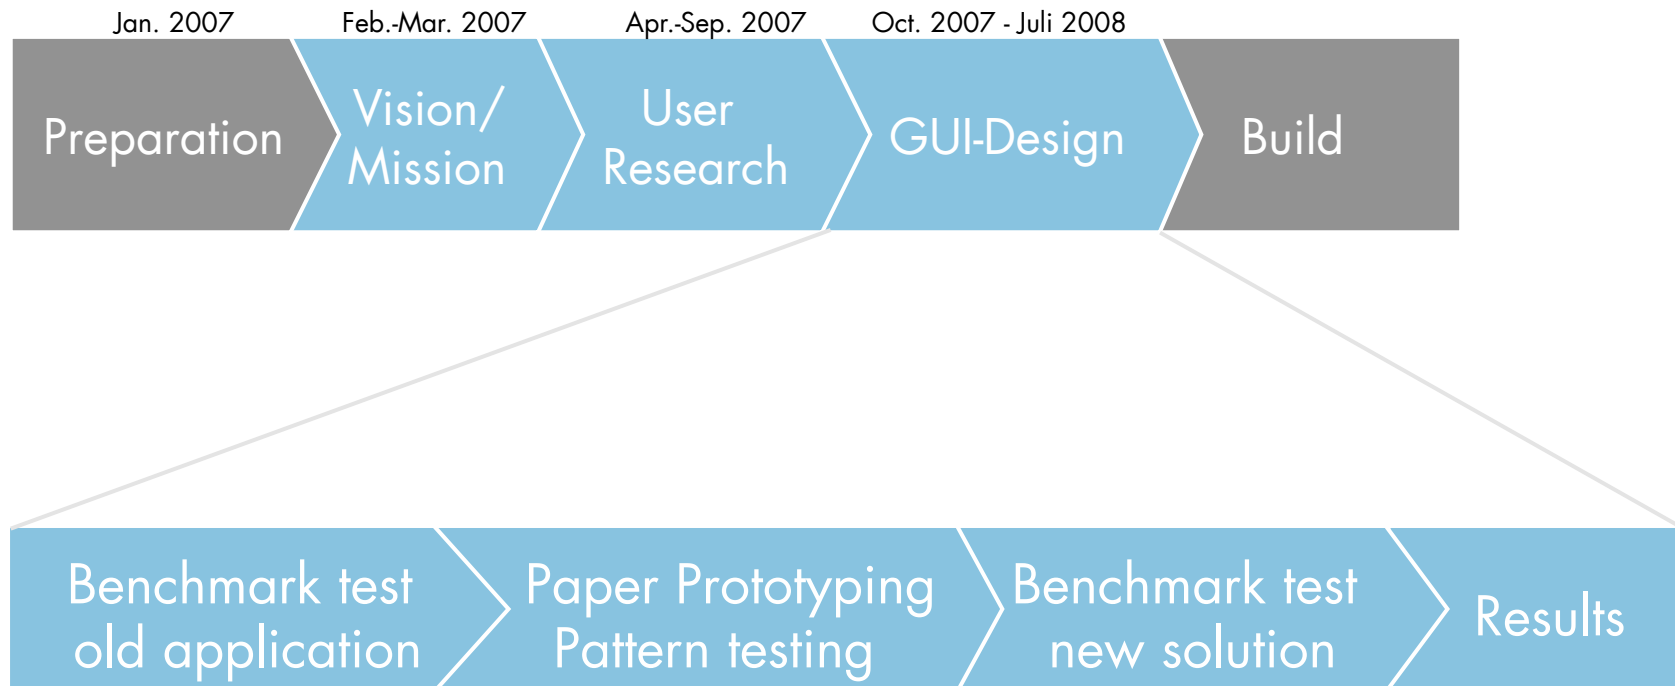 Jan. 2007
Feb.-Mar. 2007
Apr.-Sep. 2007
Oct. 2007 - Juli 2008
Preparation
Vision/
Mission
User
Research
GUI-Design
Build
Benchmark test
old application
Paper Prototyping
Pattern testing
Benchmark test
new solution
Results